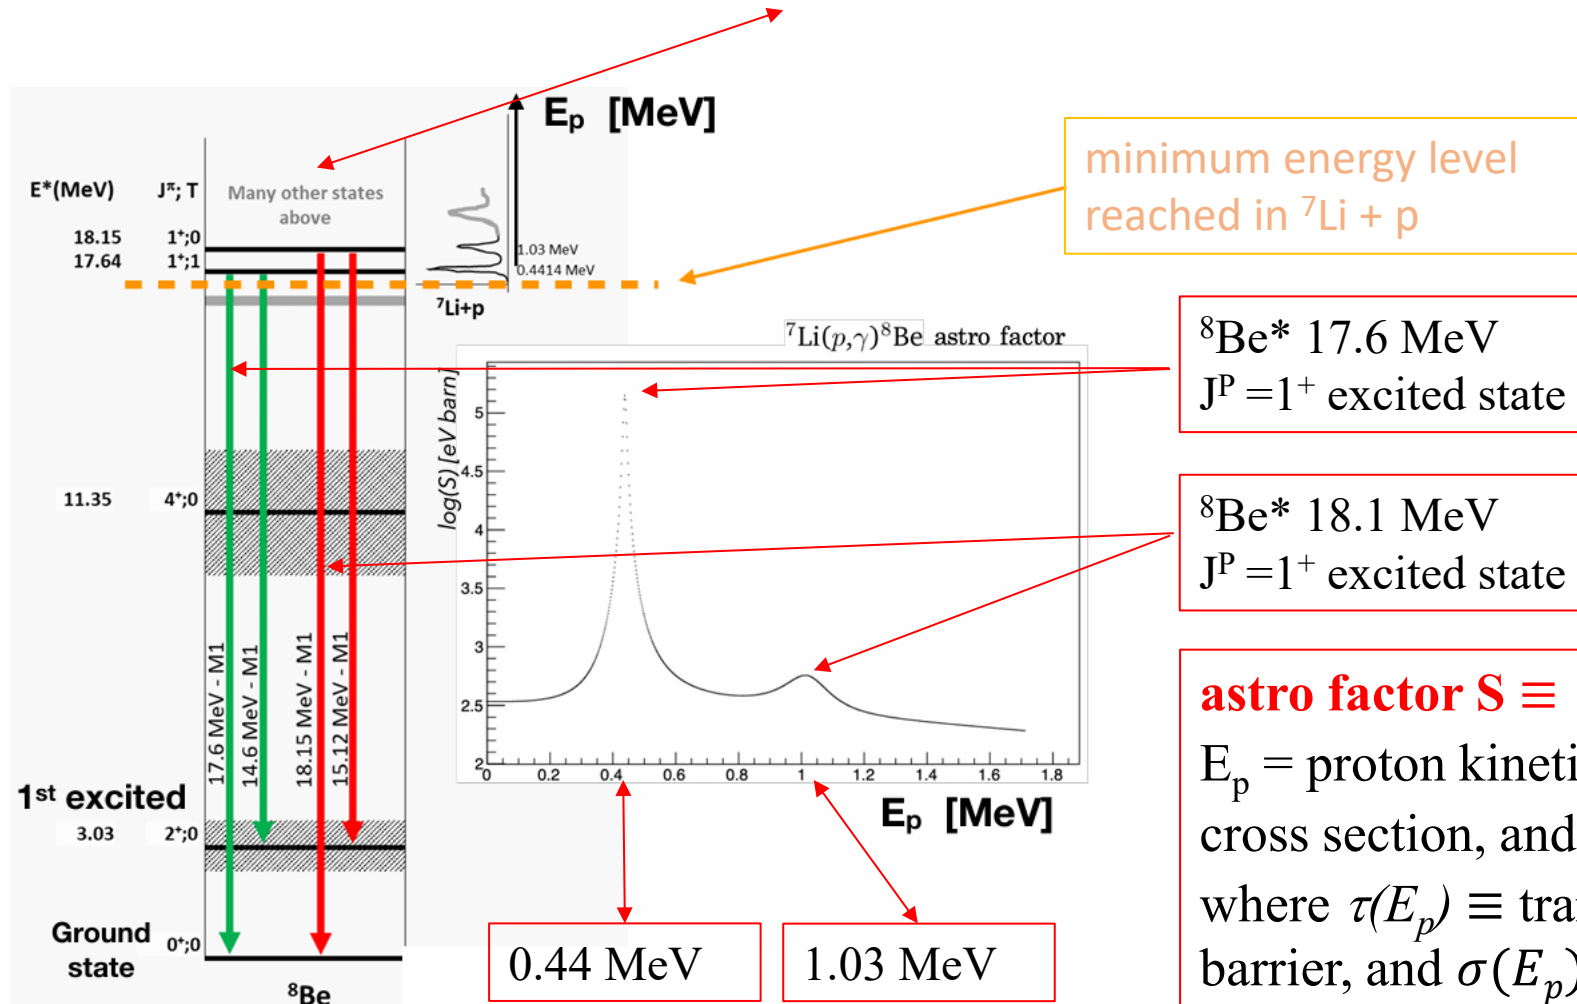 E_p [MeV]
minimum energy level
reached in ⁷Li + p
E*(MeV) J^π; T
Many other states
above
18.15 1⁺;0
17.64 1⁺;1
1.03 MeV
0.4414 MeV
⁷Li+p
⁷Li(p,γ)⁸Be astro factor
⁸Be* 17.6 MeV
J^P =1⁺ excited state
log(S) [eV barn]
5
4.5
4
3.5
3
2.5
2
0 0.2 0.4 0.6 0.8 1 1.2 1.4 1.6 1.8
E_p [MeV]
11.35 4⁺;0
⁸Be* 18.1 MeV
J^P =1⁺ excited state
17.6 MeV - M1
14.6 MeV - M1
18.15 MeV - M1
15.12 MeV - M1
1st excited
3.03 2⁺;0
Ground
state
0⁺;0
⁸Be
0.44 MeV
1.03 MeV
astro factor S ≡
E_p = proton kineti
cross section, and
where τ(E_p) ≡ tra
barrier, and σ(E_p)